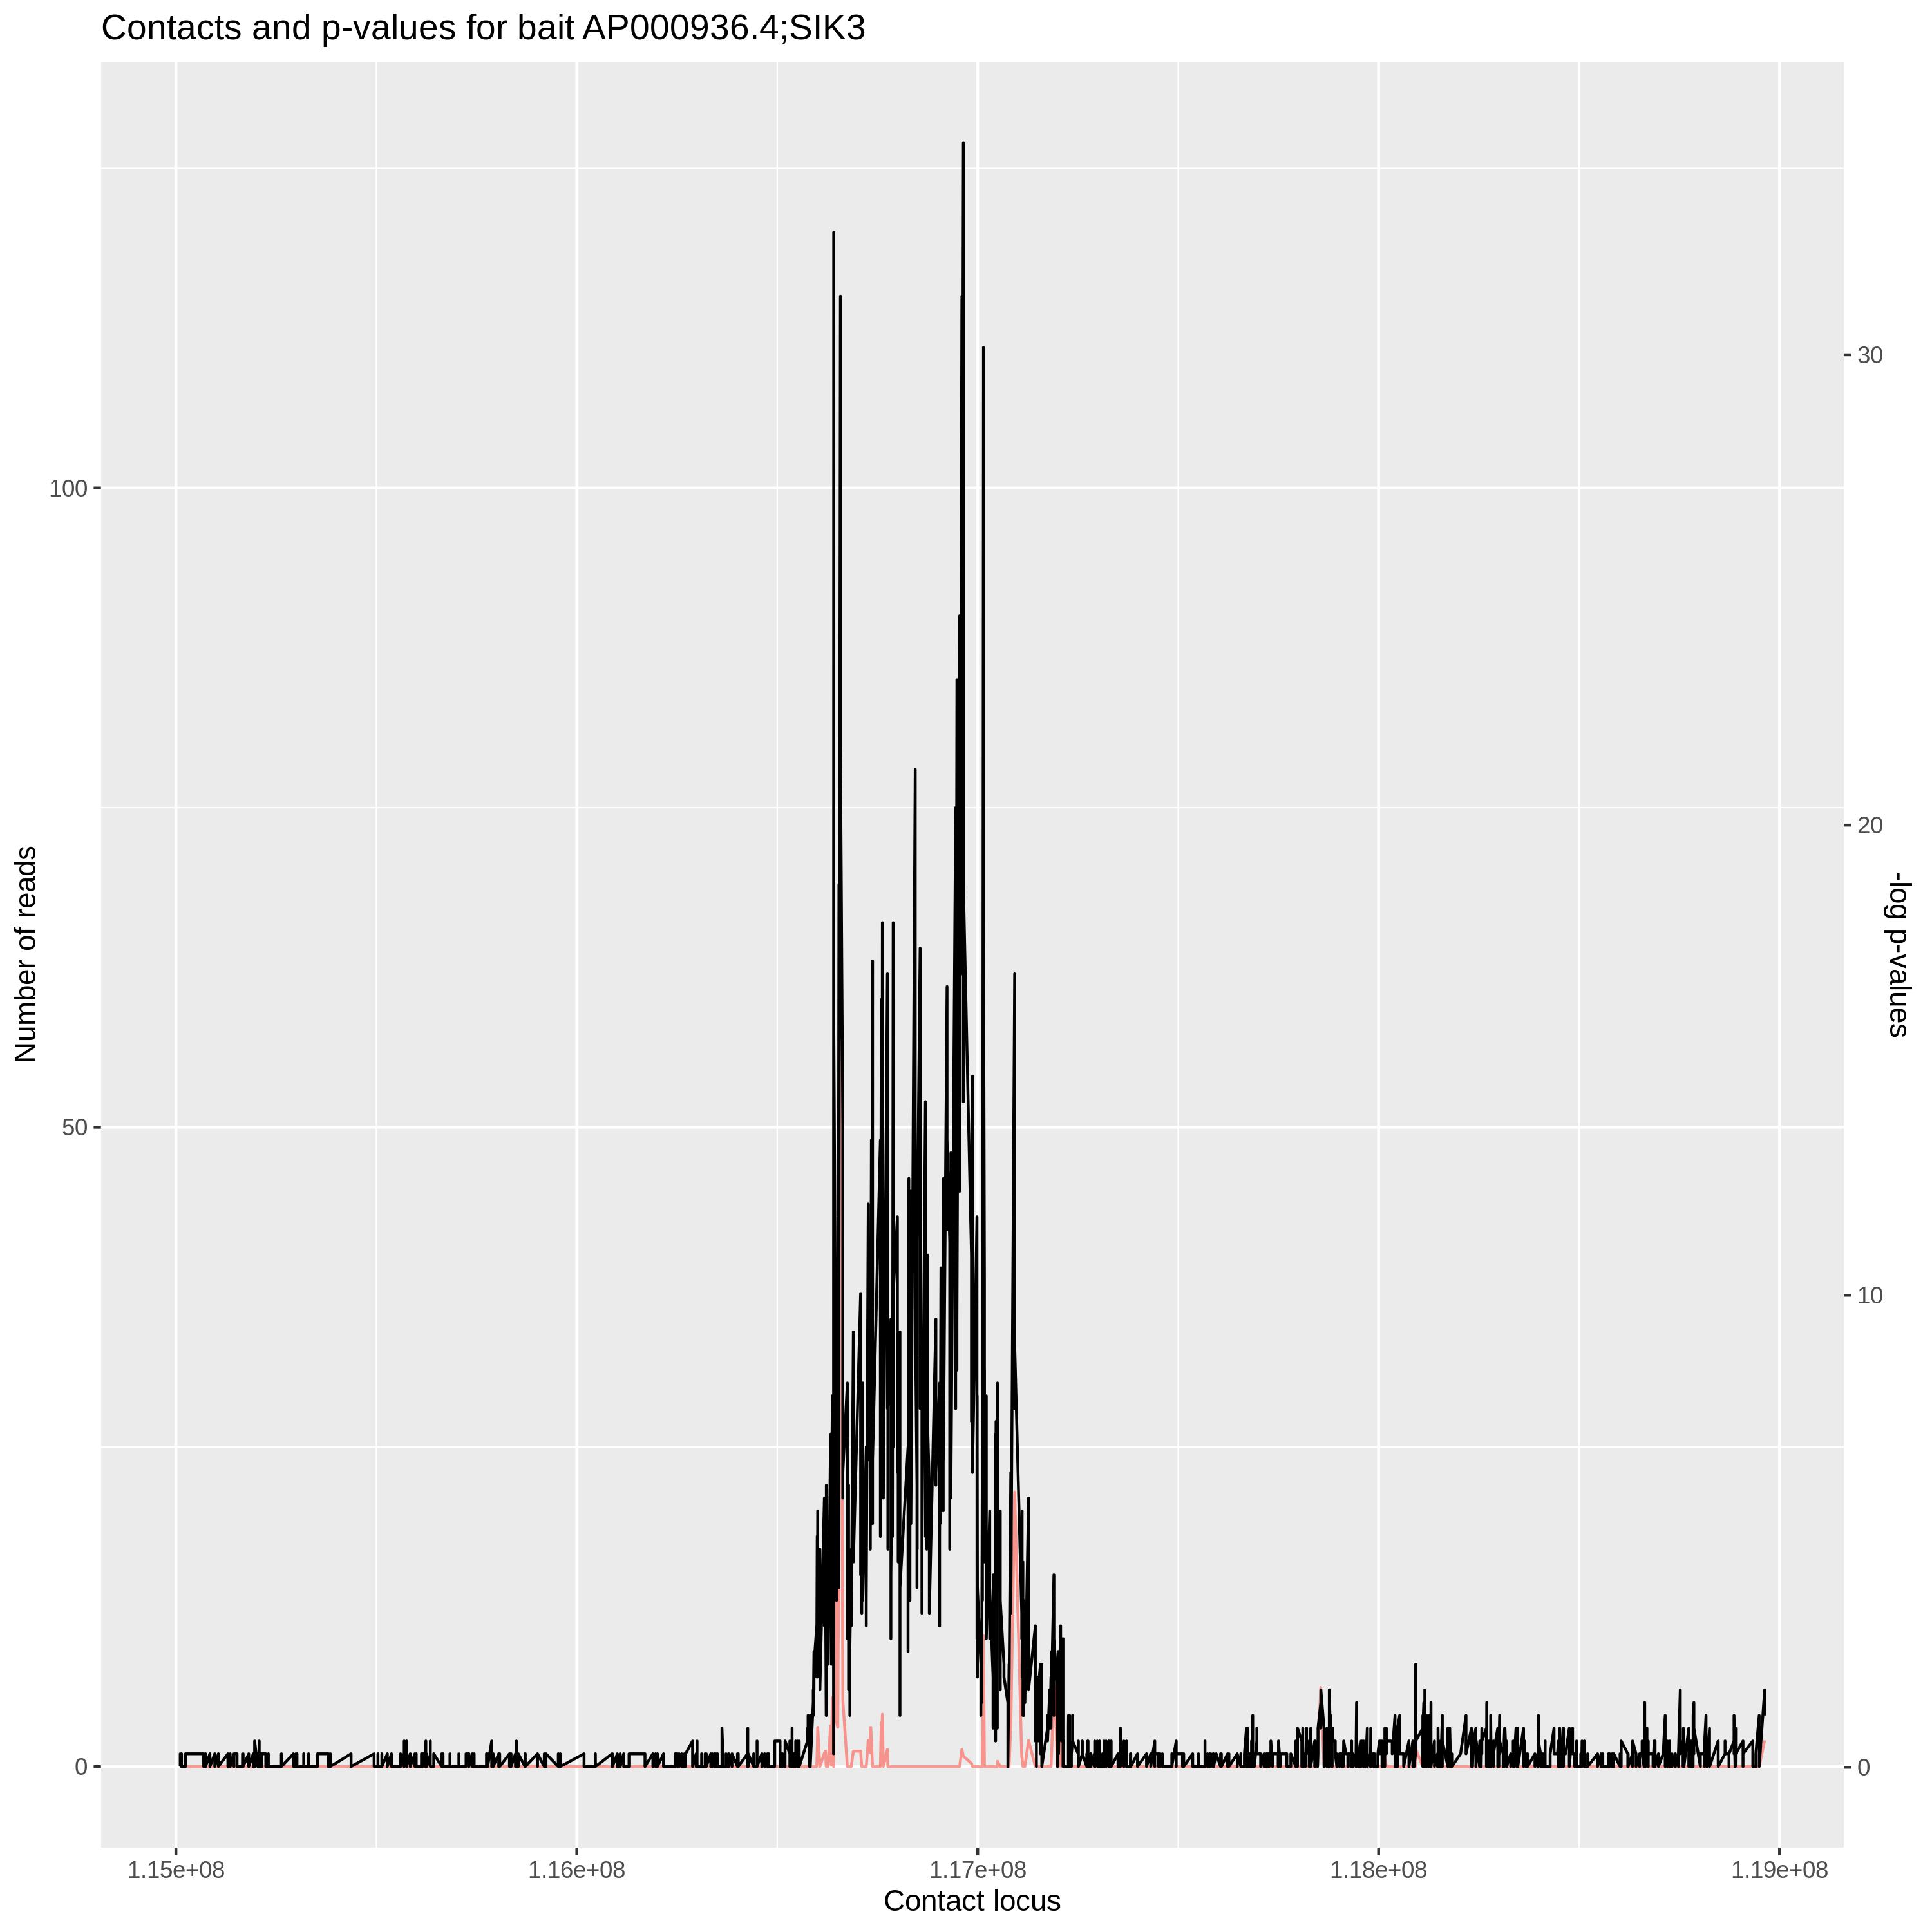 Contacts and p-values for bait AP000936.4;SIK3
Number of reads
100
50
0
30
20
10
0
-log p-values
1.15e+08
1.16e+08
1.17e+08
1.18e+08
1.19e+08
Contact locus